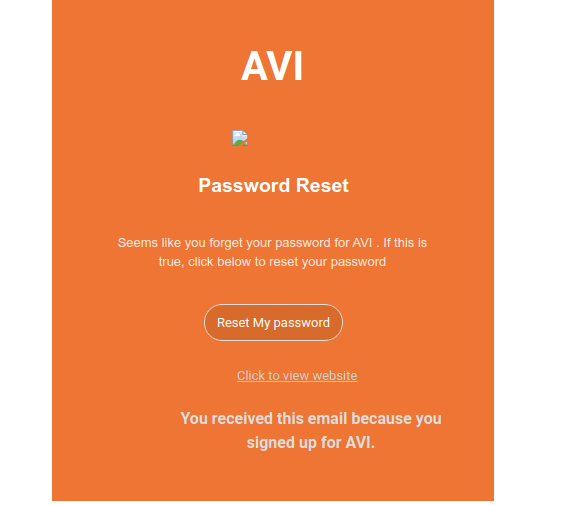 AVI
Password Reset
Seems like you forget your password for AVI . If this is
true, click below to reset your password
Reset My password
Click to view website
You received this email because you
signed up for AVI.